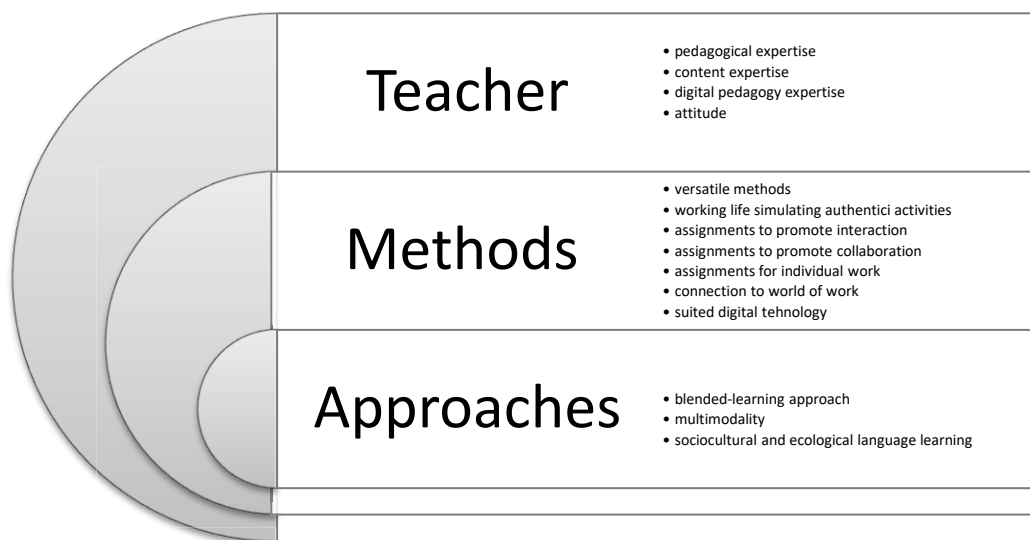 Teacher
• pedagogical expertise
• content expertise
• digital pedagogy expertise
• attitude
Methods
• versatile methods
• working life simulating authentici activities
• assignments to promote interaction
• assignments to promote collaboration
• assignments for individual work
• connection to world of work
• suited digital tehnology
Approaches
• blended-learning approach
• multimodality
• sociocultural and ecological language learning